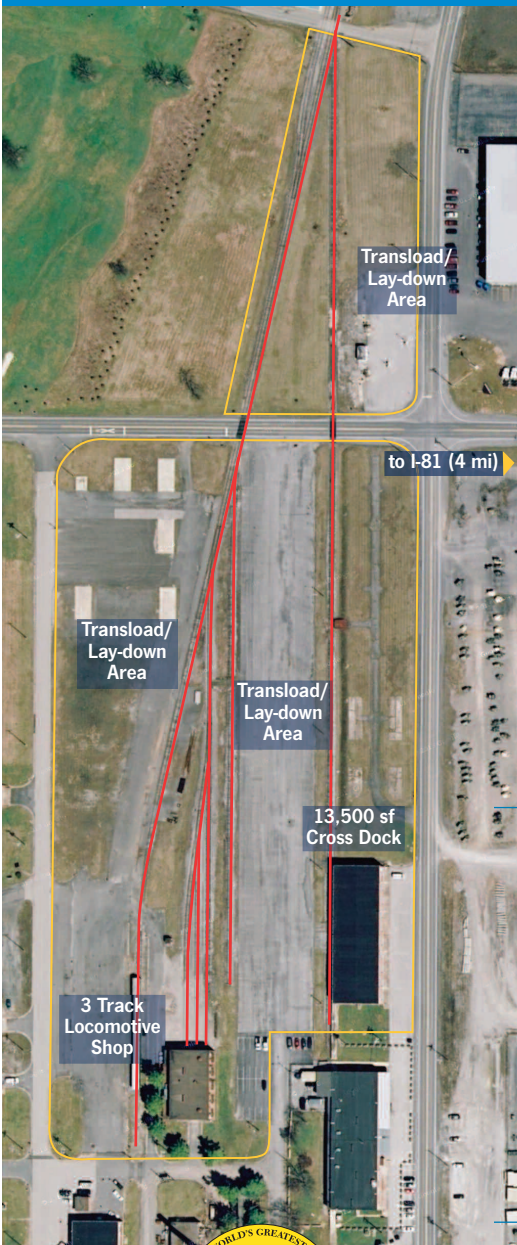 Transload/
Lay-down
Area
to I-81 (4 mi)
Transload/
Lay-down
Area
Transload/
Lay-down
Area
13,500 sf
Cross Dock
3 Track
Locomotive
Shop
WORLD'S GREATEST